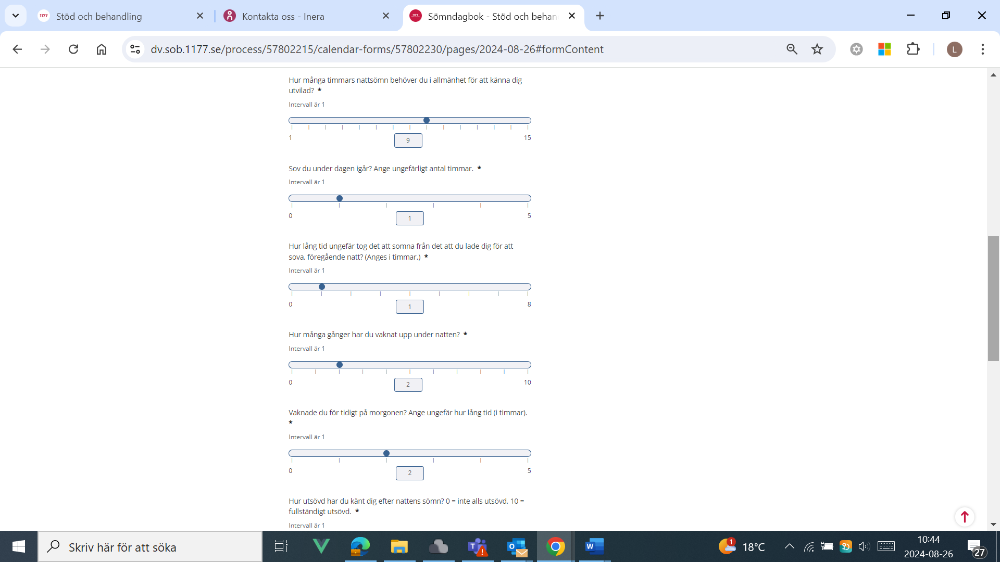 1177
Stöd och behandling
Kontakta oss - Inera
Sömndagbok - Stöd och behan
dv.sob.1177.se/process/57802215/calendar-forms/57802230/pages/2024-08-26#formContent
L
Hur många timmars nattsömn behöver du i allmänhet för att känna dig
utvilad? *
Intervall är 1
1
9
15
Sov du under dagen igår? Ange ungefärligt antal timmar. *
Intervall är 1
0
1
5
Hur lång tid ungefär tog det att somna från det att du lade dig för att
sova, föregående natt? (Anges i timmar.) *
Intervall är 1
0
1
8
Hur många gånger har du vaknat upp under natten? *
Intervall är 1
0
2
10
Vaknade du för tidigt på morgonen? Ange ungefär hur lång tid (i timmar).
*
Intervall är 1
0
2
5
Hur utsövd har du känt dig efter nattens sömn? 0 = inte alls utsövd, 10 =
fullständigt utsövd. *
Intervall är 1
Skriv här för att söka
1
18°C
10:44
2024-08-26
27